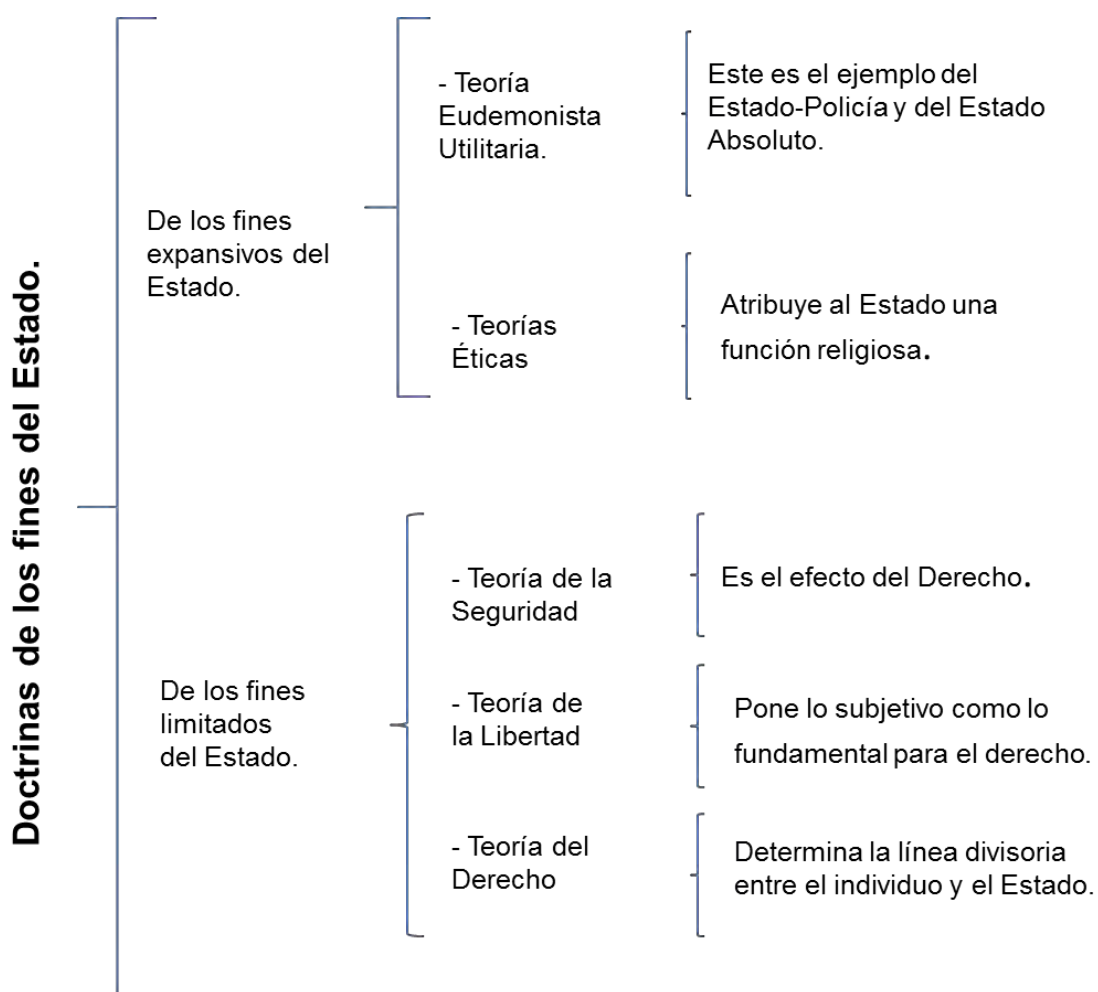 Doctrinas de los fines del Estado.
De los fines
expansivos del
Estado.
- Teoría
Eudemonista
Utilitaria.
Este es el ejemplo del
Estado-Policía y del Estado
Absoluto.
- Teorías
Éticas
Atribuye al Estado una
función religiosa.
De los fines
limitados
del Estado.
- Teoría de la
Seguridad
Es el efecto del Derecho.
- Teoría de
la Libertad
Pone lo subjetivo como lo
fundamental para el derecho.
- Teoría del
Derecho
Determina la línea divisoria
entre el individuo y el Estado.